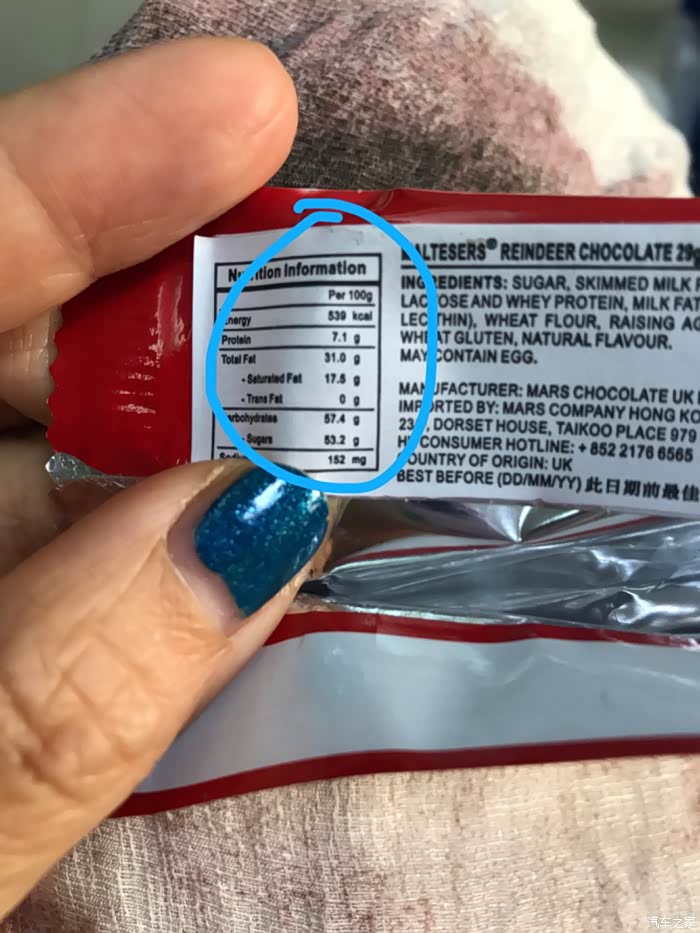 Nutrition Information
Per 100g
Energy 539 kcal
Protein 7.1 g
Total Fat 31.0 g
- Saturated Fat 17.5 g
- Trans Fat 0 g
Carbohydrates 57.4 g
- Sugars 53.2 g
Sodium 152 mg
MALTESERS® REINDEER CHOCOLATE 29g
INGREDIENTS: SUGAR, SKIMMED MILK
LACTOSE AND WHEY PROTEIN, MILK FAT
LECITHIN), WHEAT FLOUR, RAISING
WHEAT GLUTEN, NATURAL FLAVOUR.
MAY CONTAIN EGG.
MANUFACTURER: MARS CHOCOLATE UK
IMPORTED BY: MARS COMPANY HONG
23 DORSET HOUSE, TAIKOO PLACE 979
HK CONSUMER HOTLINE: + 852 2176 6565
COUNTRY OF ORIGIN: UK
BEST BEFORE (DD/MM/YY) 此日期前最佳
汽车之家